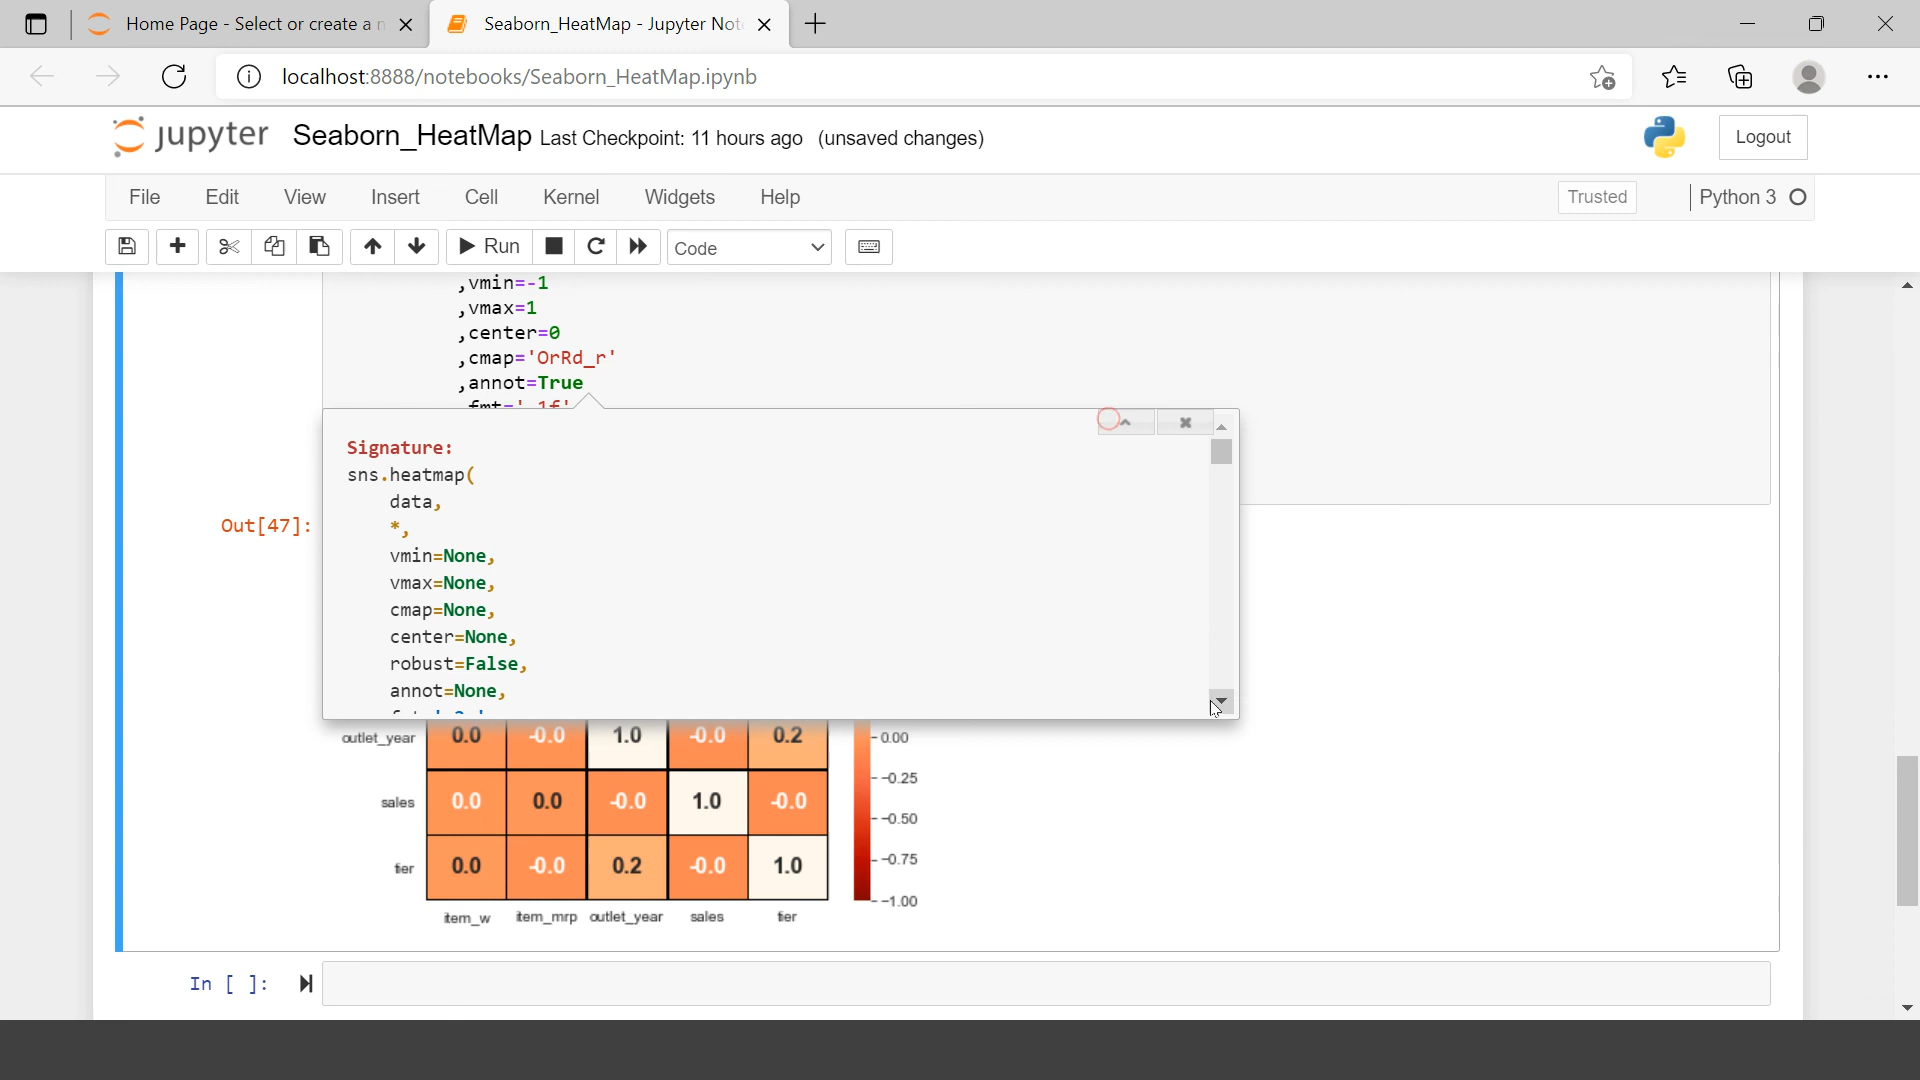 Home Page - Select or create a n
Seaborn_HeatMap - Jupyter Not
localhost:8888/notebooks/Seaborn_HeatMap.ipynb
jupyter Seaborn_HeatMap Last Checkpoint: 11 hours ago (unsaved changes)
Logout
File Edit View Insert Cell Kernel Widgets Help
Trusted
Python 3
Run
Code
,vmin=-1
,vmax=1
,center=0
,cmap='OrRd_r'
,annot=True
Signature:
sns.heatmap(
data,
*,
vmin=None,
vmax=None,
cmap=None,
center=None,
robust=False,
annot=None,
Out[47]:
outlet_year 0.0 -0.0 1.0 -0.0 0.2
sales 0.0 0.0 -0.0 1.0 -0.0
tier 0.0 -0.0 0.2 -0.0 1.0
item_w item_mrp outlet_year sales tier
0.00
-0.25
-0.50
-0.75
-1.00
In [ ]: